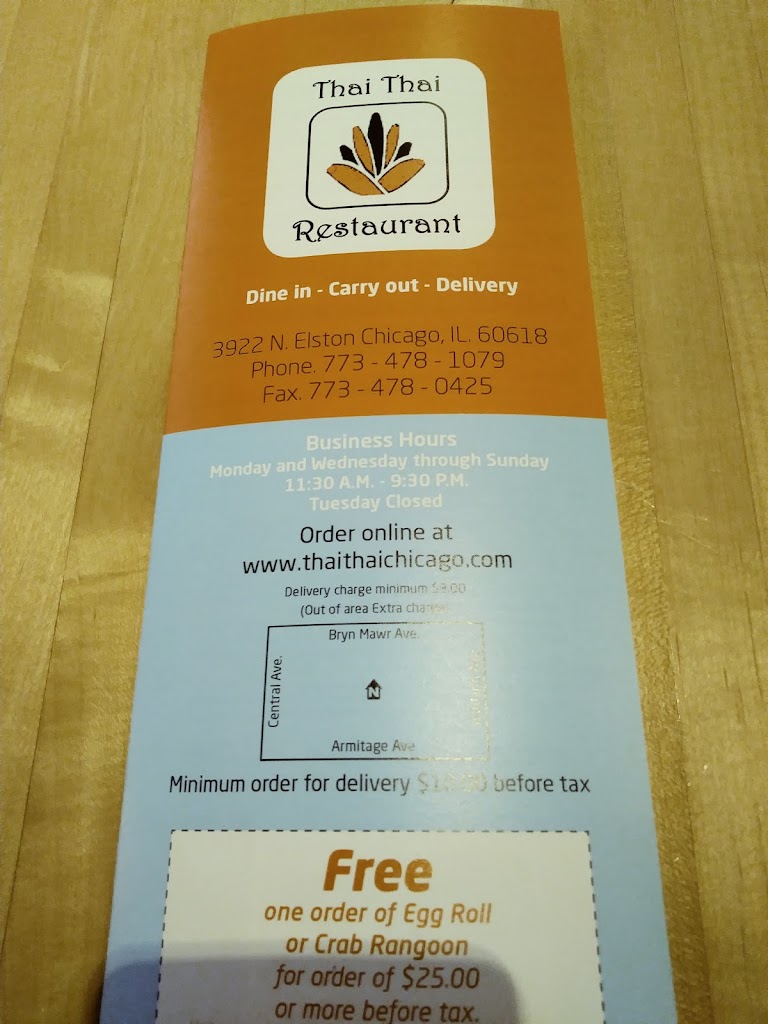 Thai Thai
Restaurant
Dine in - Carry out - Delivery
3922 N. Elston Chicago, IL. 60618
Phone. 773 - 478 - 1079
Fax. 773 - 478 - 0425
Business Hours
Monday and Wednesday through Sunday
11:30 A.M. - 9:30 P.M.
Tuesday Closed
Order online at
www.thaithaichicago.com
Delivery charge minimum $3.00
(Out of area Extra charge)
Bryn Mawr Ave.
Central Ave.
N
Armitage Ave
Minimum order for delivery before tax
Free
one order of Egg Roll
or Crab Rangoon
for order of $25.00
or more before tax.